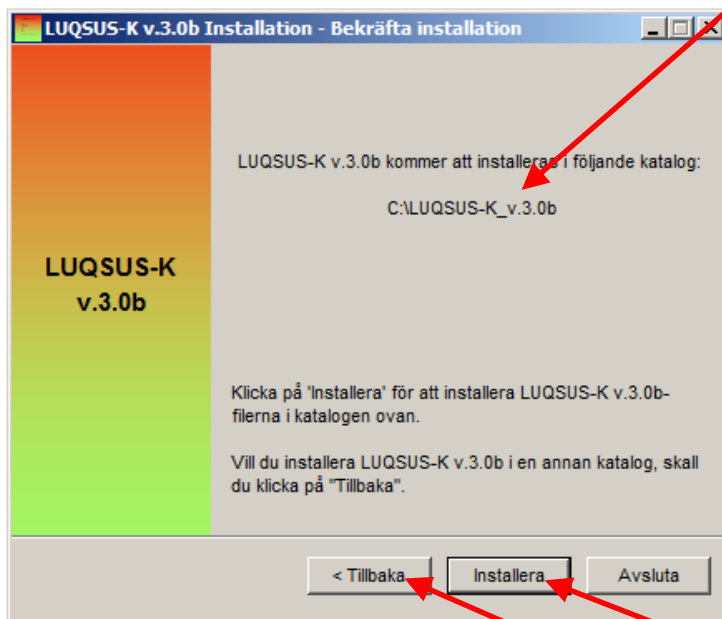 LUQSUS-K v.3.0b Installation - Bekräfta installation
LUQSUS-K v.3.0b kommer att installeras i följande katalog:
C:\LUQSUS-K_v.3.0b
LUQSUS-K
v.3.0b
Klicka på 'Installera' för att installera LUQSUS-K v.3.0b-
filerna i katalogen ovan.
Vill du installera LUQSUS-K v.3.0b i en annan katalog, skall
du klicka på "Tillbaka".
< Tillbaka
Installera
Avsluta